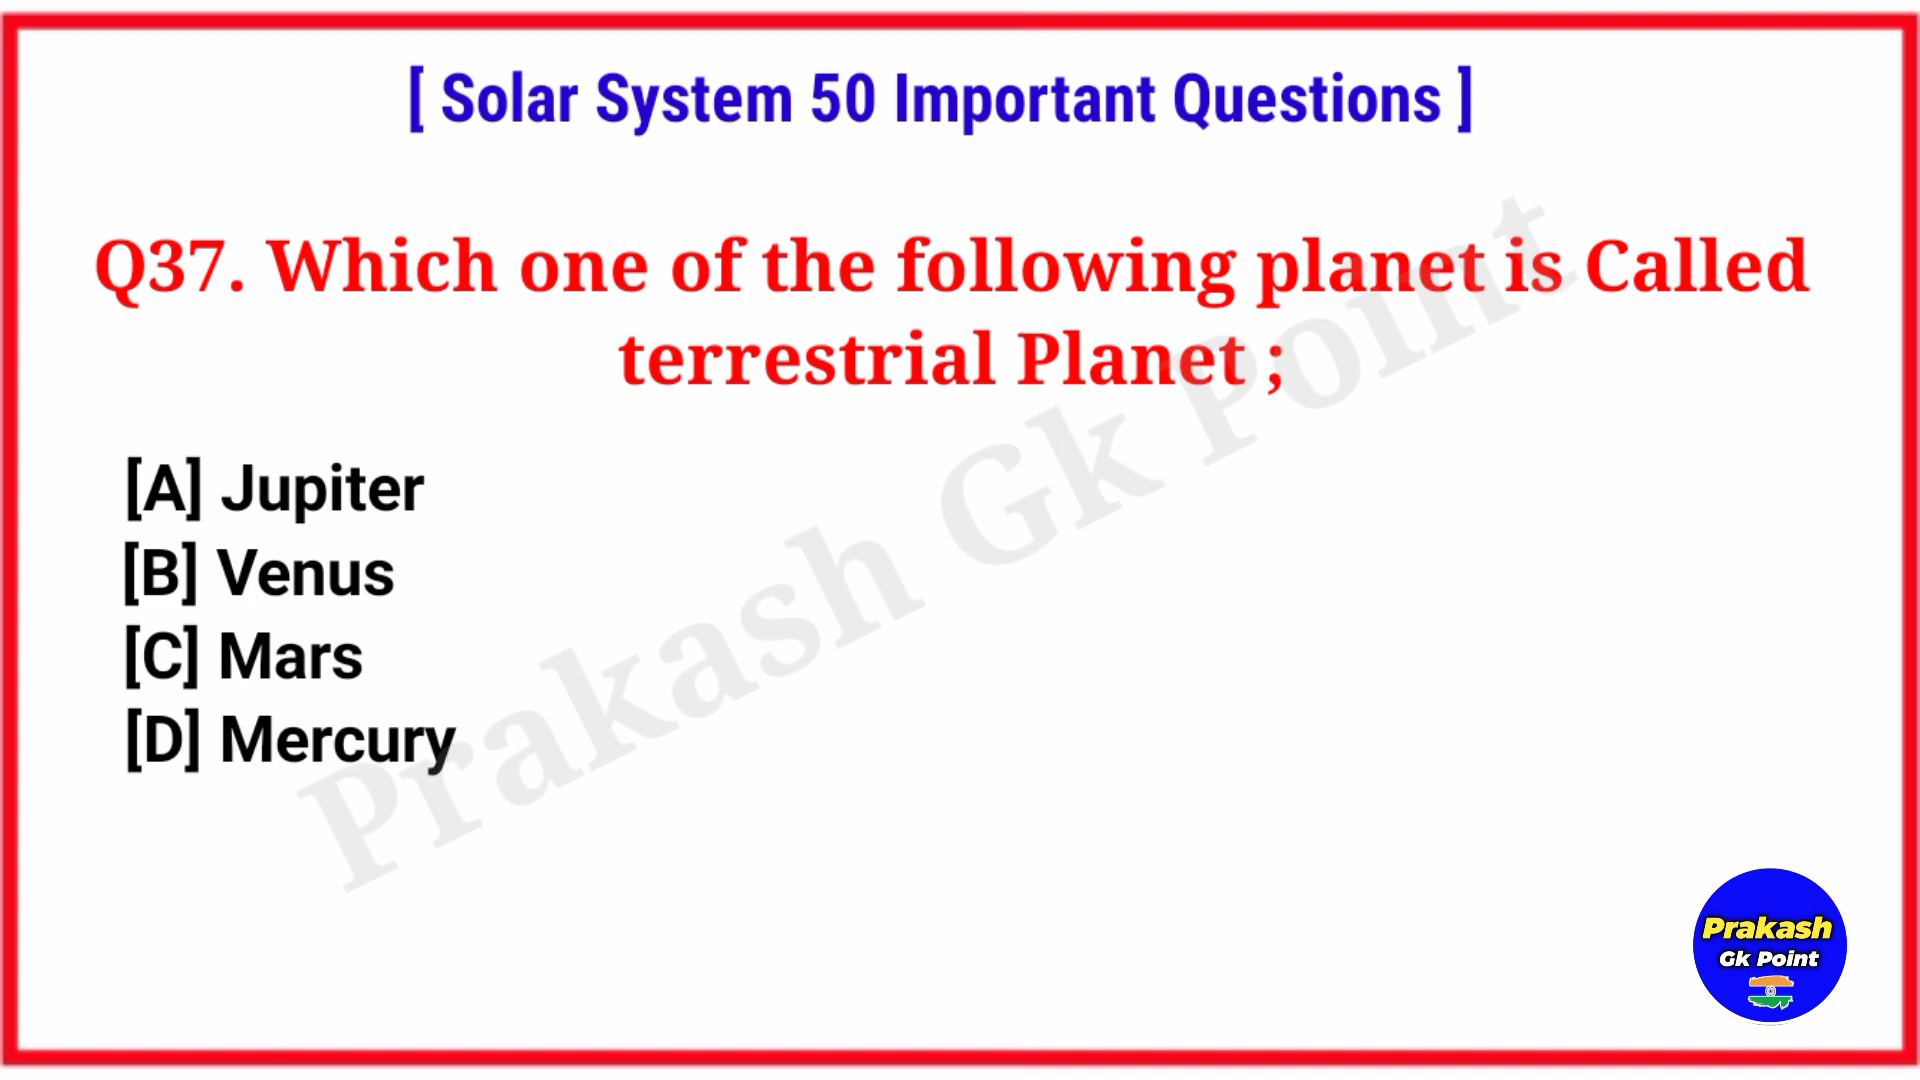 [ Solar System 50 Important Questions ]
Q37. Which one of the following planet is Called
terrestrial Planet ;
[A] Jupiter
[B] Venus
[C] Mars
[D] Mercury
Prakash Gk Point
Prakash
Gk Point